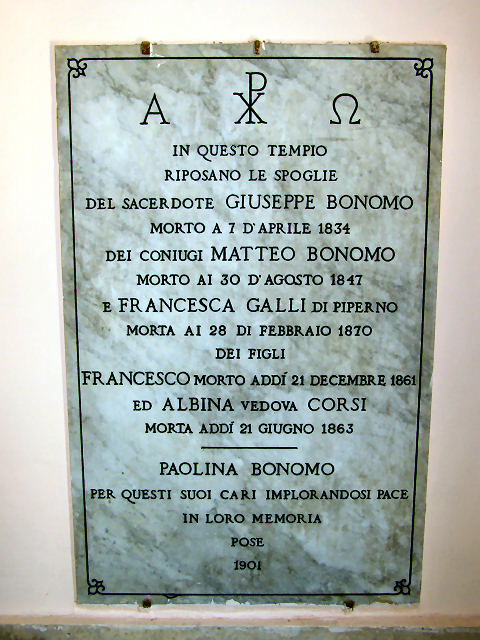 Α ☧ Ω
IN QUESTO TEMPIO
RIPOSANO LE SPOGLIE
DEL SACERDOTE GIUSEPPE BONOMO
MORTO A 7 D'APRILE 1834
DEI CONIUGI MATTEO BONOMO
MORTO AI 30 D'AGOSTO 1847
E FRANCESCA GALLI DI PIPERNO
MORTA AI 28 DI FEBBRAIO 1870
DEI FIGLI
FRANCESCO MORTO ADDÍ 21 DECEMBRE 1861
ED ALBINA VEDOVA CORSI
MORTA ADDÍ 21 GIUGNO 1863
PAOLINA BONOMO
PER QUESTI SUOI CARI IMPLORANDOSI PACE
IN LORO MEMORIA
POSE
1901